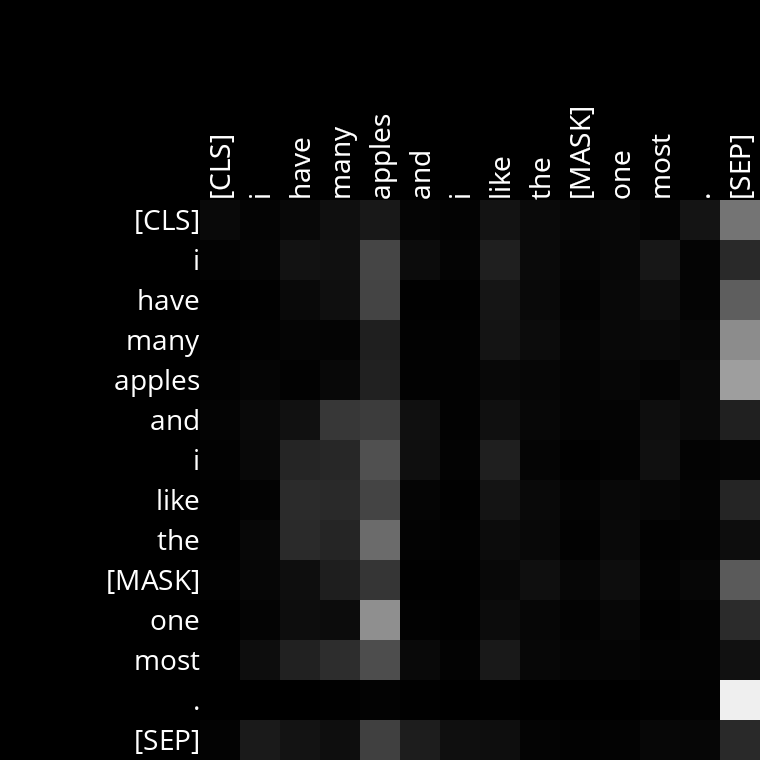 [CLS] i have many apples and i like the [MASK] one most . [SEP]
[CLS]
i
have
many
apples
and
i
like
the
[MASK]
one
most
.
[SEP]